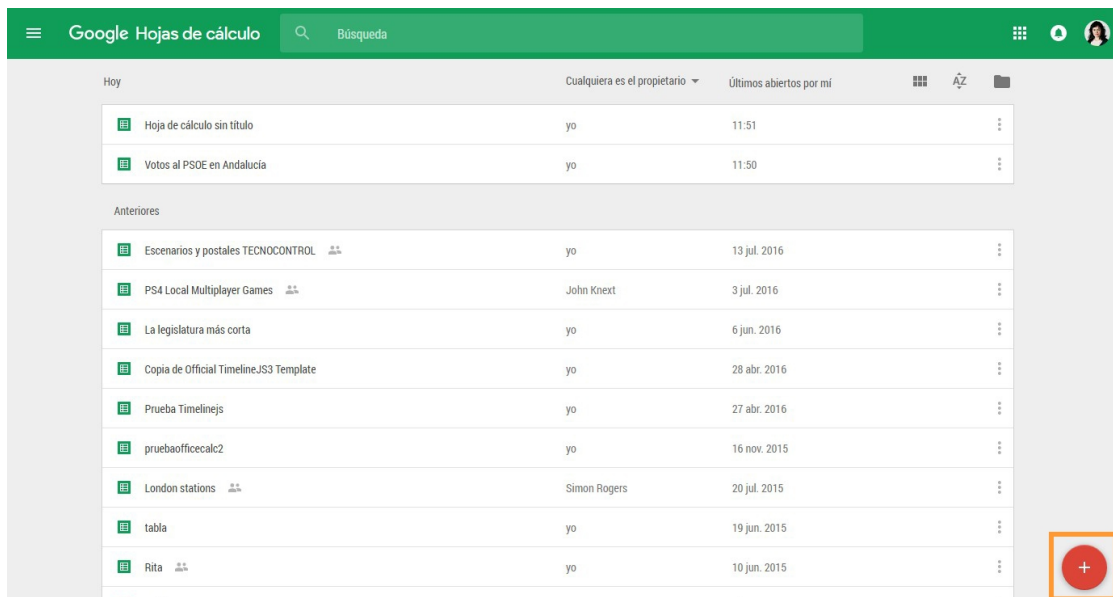 Google Hojas de cálculo Búsqueda
Hoy Cualquiera es el propietario Últimos abiertos por mí AZ
Hoja de cálculo sin título yo 11:51
Votos al PSOE en Andalucía yo 11:50
Anteriores
Escenarios y postales TECNOCONTROL yo 13 jul. 2016
PS4 Local Multiplayer Games John Knext 3 jul. 2016
La legislatura más corta yo 6 jun. 2016
Copia de Official TimelineJS3 Template yo 28 abr. 2016
Prueba Timelinejs yo 27 abr. 2016
pruebaofficecalc2 yo 16 nov. 2015
London stations Simon Rogers 20 jul. 2015
tabla yo 19 jun. 2015
Rita yo 10 jun. 2015